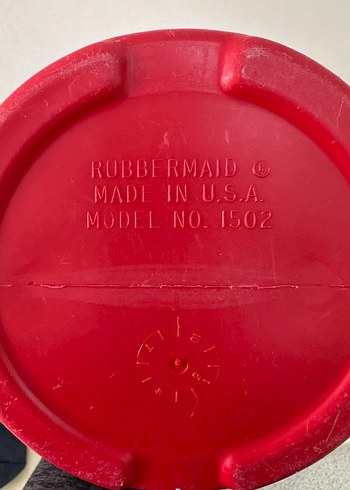 RUBBERMAID ®
MADE IN U.S.A.
MODEL NO. 1502